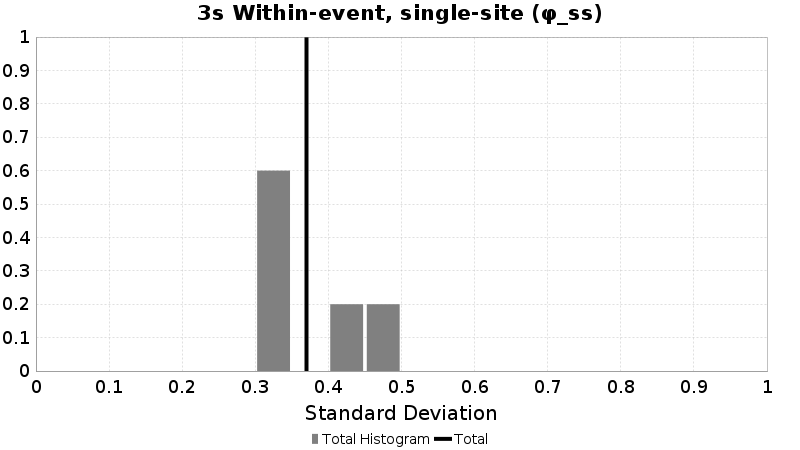 3s Within-event, single-site (φ_ss)
1
0.9
0.8
0.7
0.6
0.5
0.4
0.3
0.2
0.1
0
0 0.1 0.2 0.3 0.4 0.5 0.6 0.7 0.8 0.9 1
Standard Deviation
Total Histogram Total